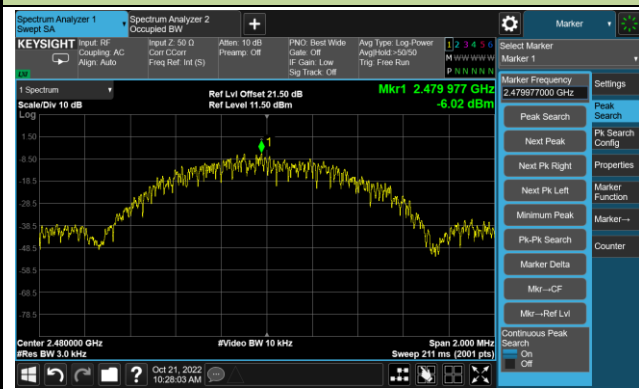 Spectrum Analyzer 1
Swept SA
Spectrum Analyzer 2
Occupied BW
Marker
KEYSIGHT
Input: RF
Coupling: AC
Align: Auto
Input Z: 50 Ω
Corr CCorr
Freq Ref: Int (S)
Atten: 10 dB
Preamp: Off
PNO: Best Wide
Gate: Off
IF Gain: Low
Sig Track: Off
Avg Type: Log-Power
Avg|Hold:>50/50
Trig: Free Run
1 2 3 4 5 6
M W W W W W
P N N N N N
Select Marker
Marker 1
1 Spectrum
Scale/Div 10 dB
Log
Ref Lvl Offset 21.50 dB
Ref Level 11.50 dBm
Mkr1 2.479 977 GHz
-6.02 dBm
1
1.50
-8.50
-18.5
-28.5
-38.5
-48.5
-58.5
-68.5
-78.5
Center 2.480000 GHz
#Res BW 3.0 kHz
#Video BW 10 kHz
Span 2.000 MHz
Sweep 211 ms (2001 pts)
Marker Frequency
2.479977000 GHz
Peak Search
Next Peak
Next Pk Right
Next Pk Left
Minimum Peak
Pk-Pk Search
Marker Delta
Mkr→CF
Mkr→Ref Lvl
Continuous Peak
Search
On
Off
Settings
Peak
Search
Pk Search
Config
Properties
Marker
Function
Marker→
Counter
Oct 21, 2022
10:28:03 AM